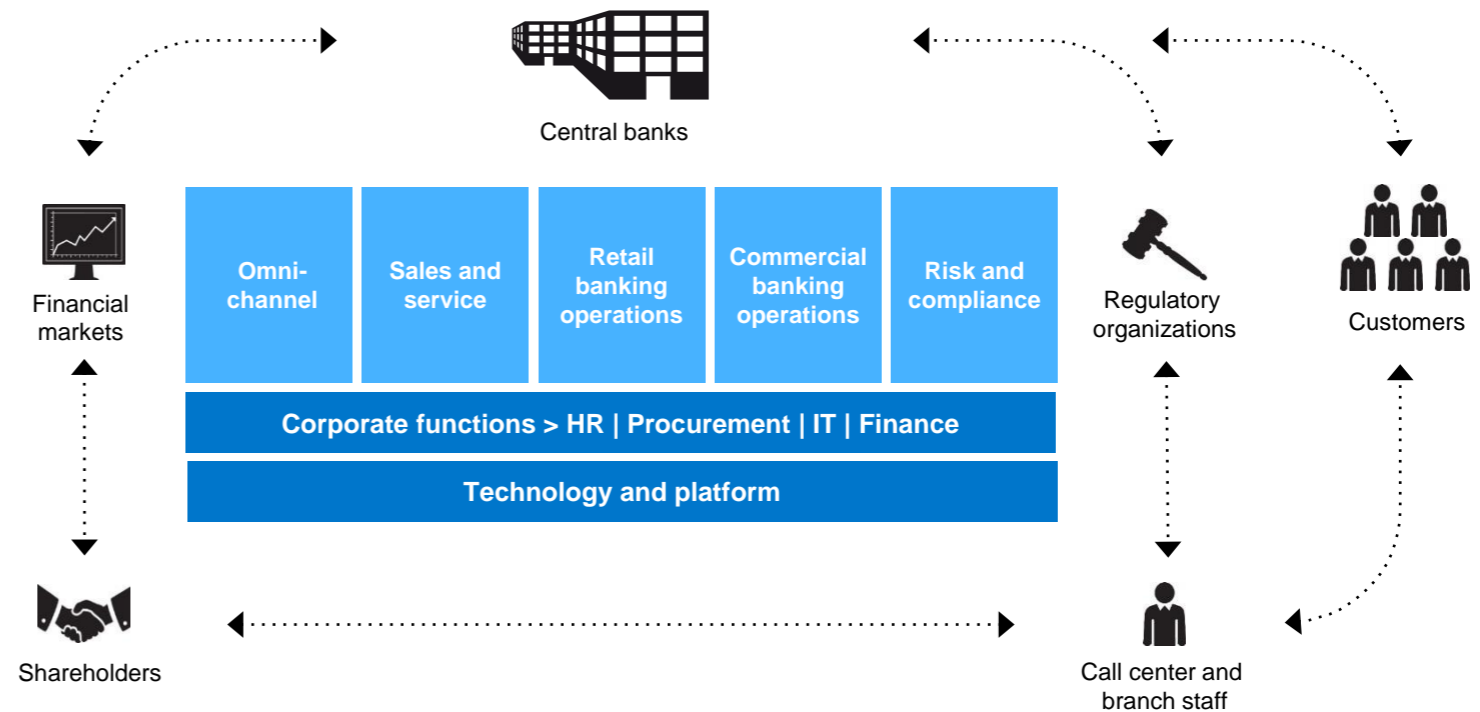 Central banks
Financial
markets
Omni-
channel
Sales and
service
Retail
banking
operations
Commercial
banking
operations
Risk and
compliance
Regulatory
organizations
Customers
Corporate functions > HR | Procurement | IT | Finance
Technology and platform
Shareholders
Call center and
branch staff